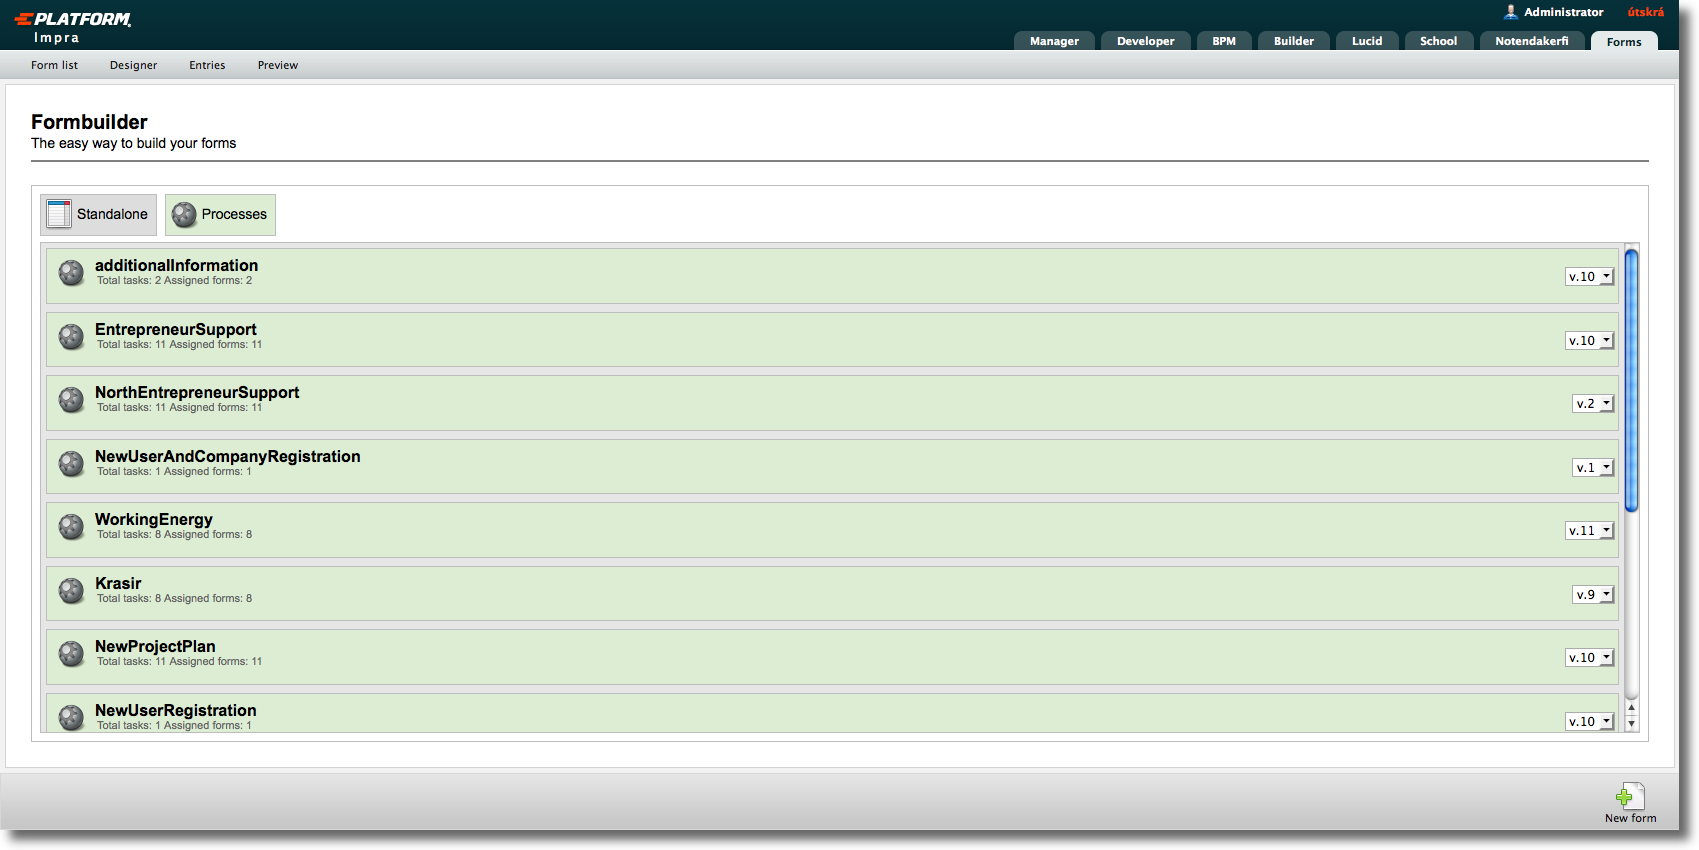 PLATFORM
Impra
Administrator útskrá
Manager Developer BPM Builder Lucid School Notendakerfi Forms
Form list Designer Entries Preview
Formbuilder
The easy way to build your forms
Standalone Processes
additionalInformation
Total tasks: 2 Assigned forms: 2
v.10
EntrepreneurSupport
Total tasks: 11 Assigned forms: 11
v.10
NorthEntrepreneurSupport
Total tasks: 11 Assigned forms: 11
v.2
NewUserAndCompanyRegistration
Total tasks: 1 Assigned forms: 1
v.1
WorkingEnergy
Total tasks: 8 Assigned forms: 8
v.11
Krasir
Total tasks: 8 Assigned forms: 8
v.9
NewProjectPlan
Total tasks: 11 Assigned forms: 11
v.10
NewUserRegistration
Total tasks: 1 Assigned forms: 1
v.10
New form